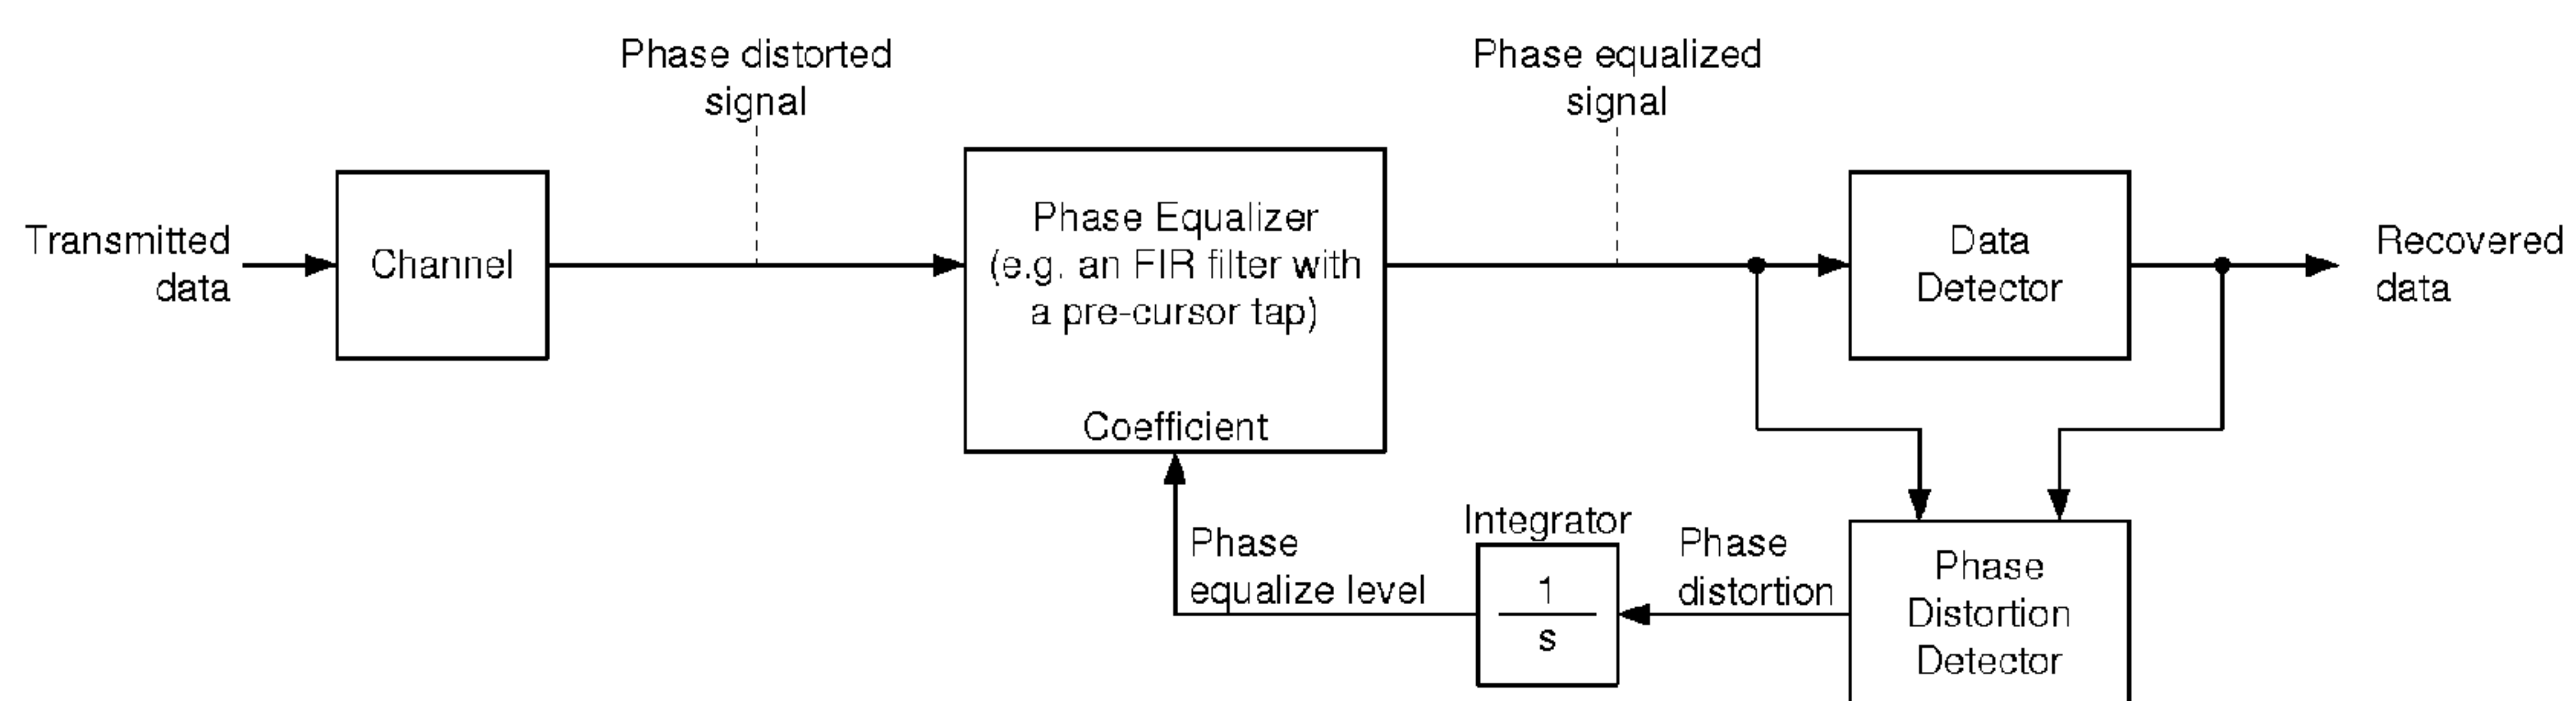 Phase distorted
signal
Phase equalized
signal
Transmitted
data
Channel
Phase Equalizer
(e.g. an FIR filter with
a pre-cursor tap)
Coefficient
Data
Detector
Recovered
data
Phase
equalize level
Integrator
1
s
Phase
distortion
Phase
Distortion
Detector